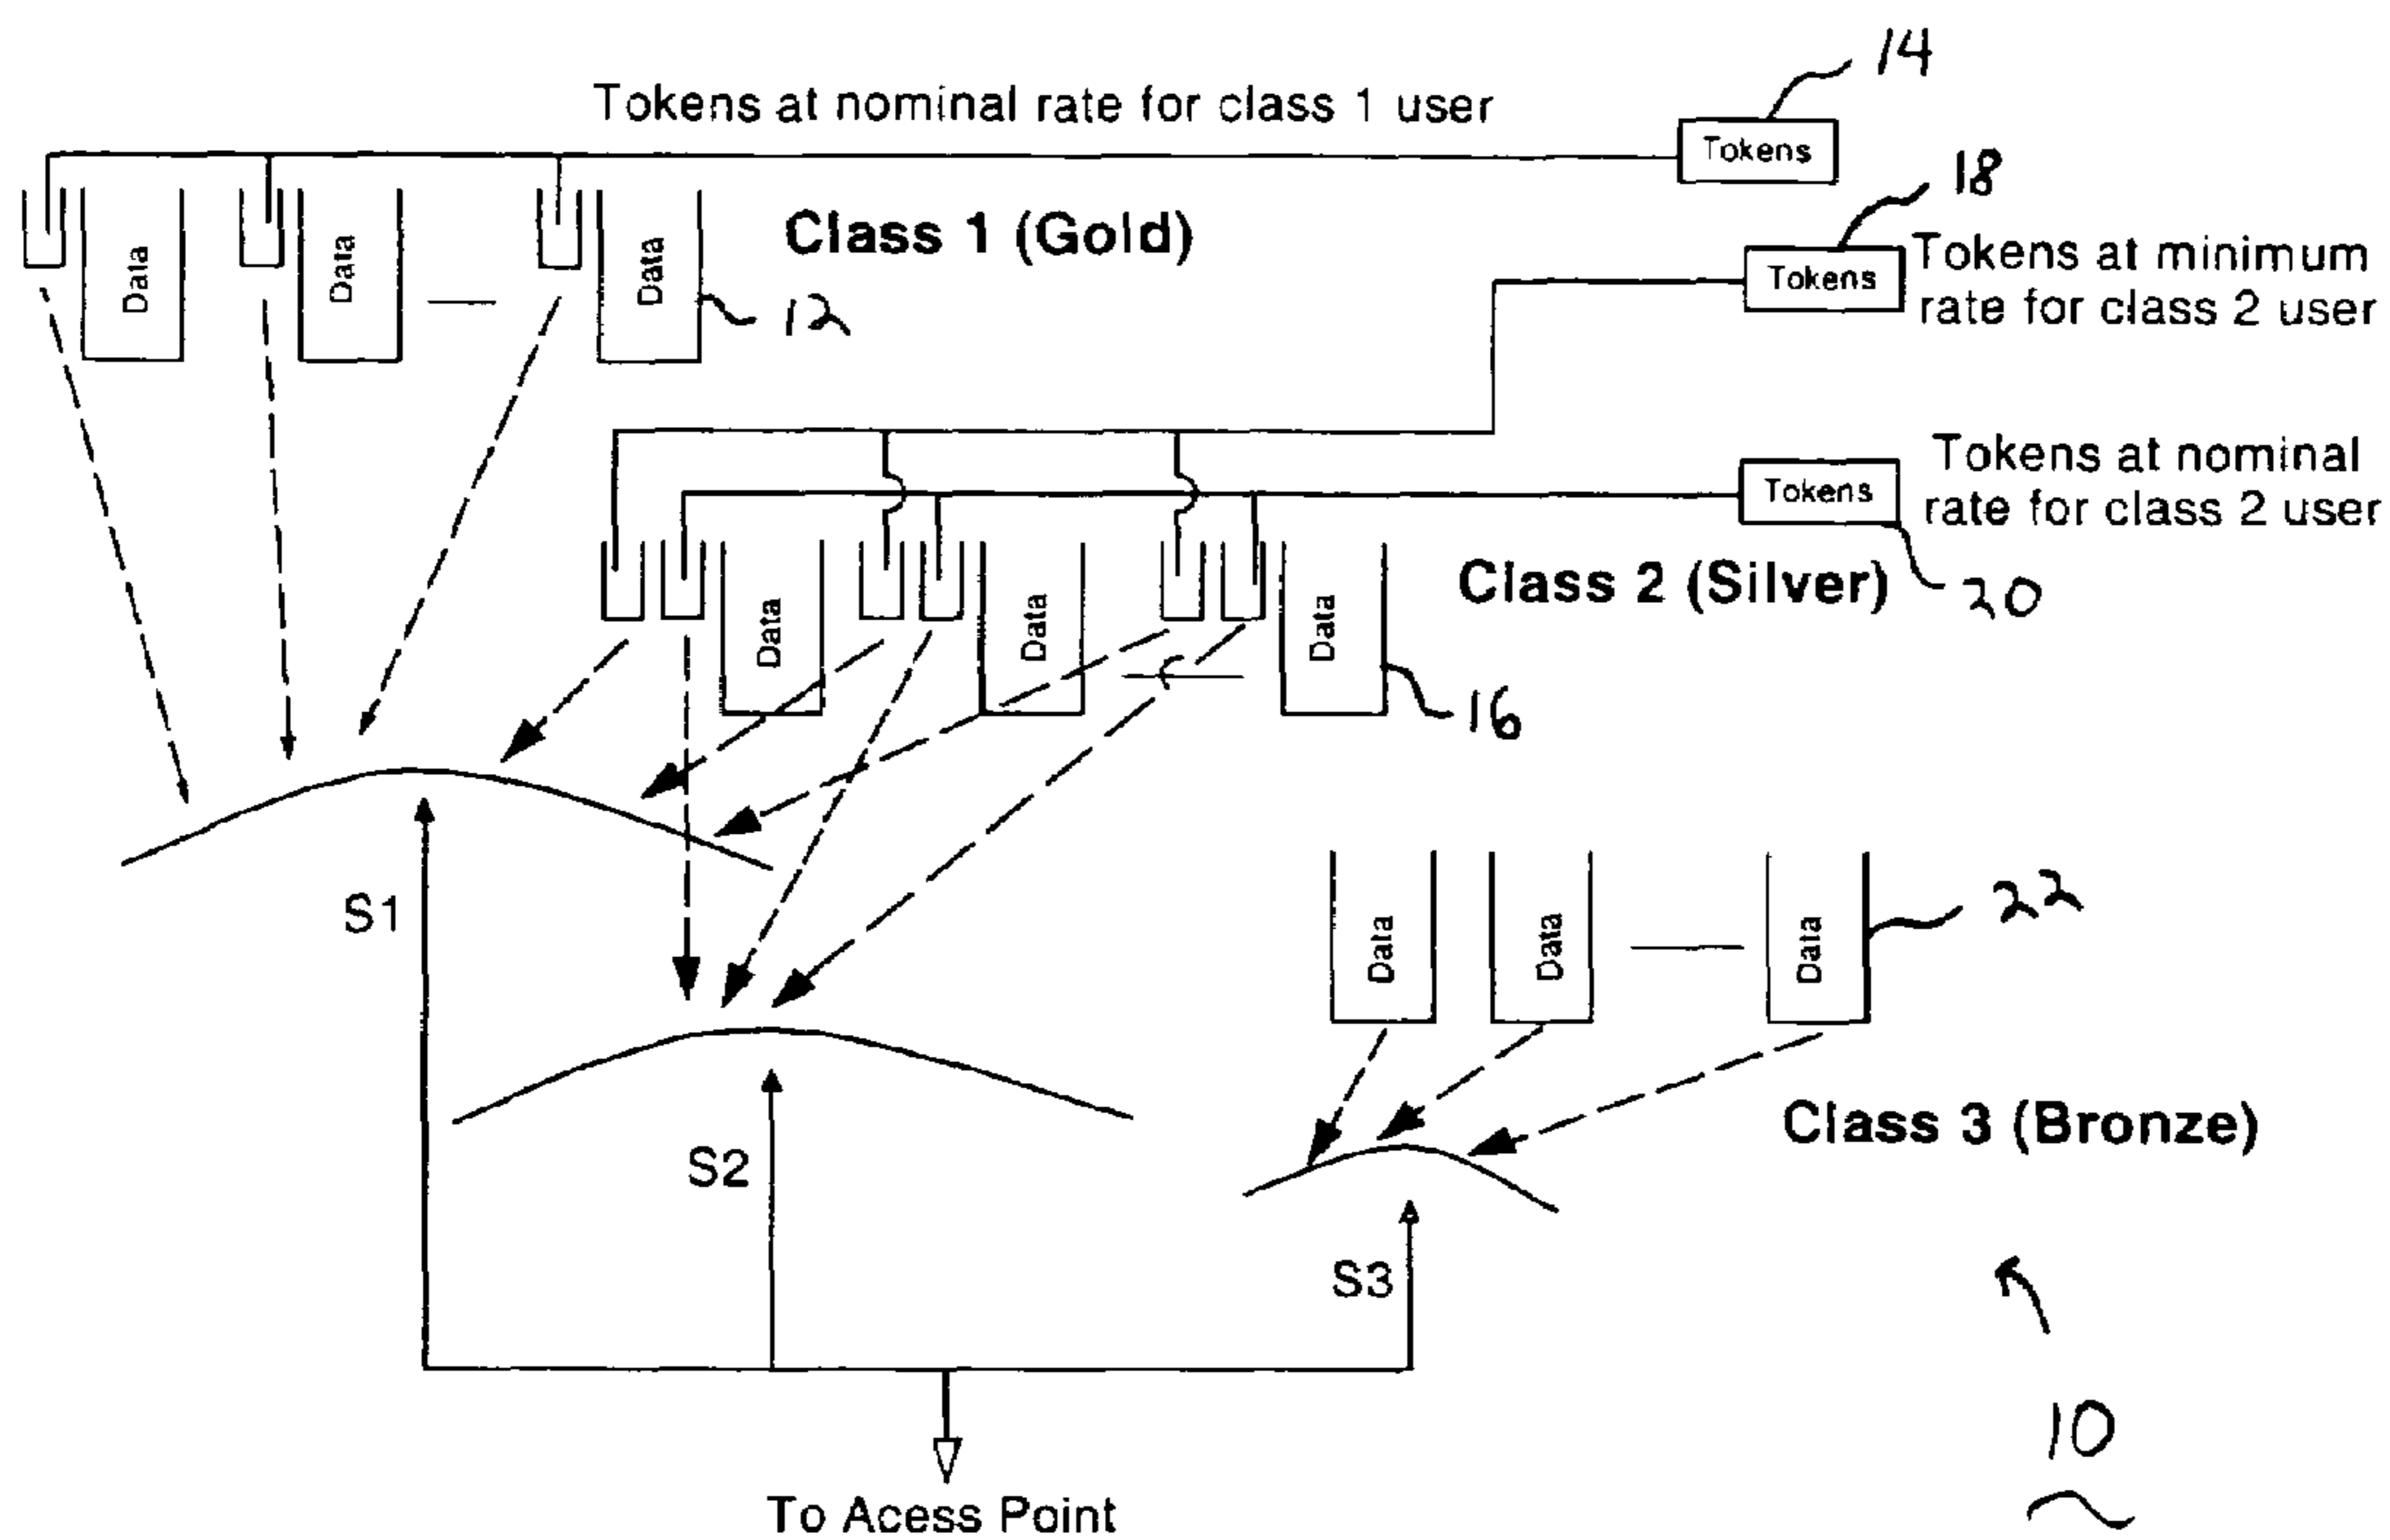 14
Tokens at nominal rate for class 1 user
Tokens
18
Data
Data
Data
Class 1 (Gold)
12
Tokens
Tokens at minimum
rate for class 2 user
Tokens
Tokens at nominal
rate for class 2 user
Class 2 (Silver)
20
Data
Data
Data
16
S1
Data
Data
Data
22
S2
Class 3 (Bronze)
S3
10
To Acess Point